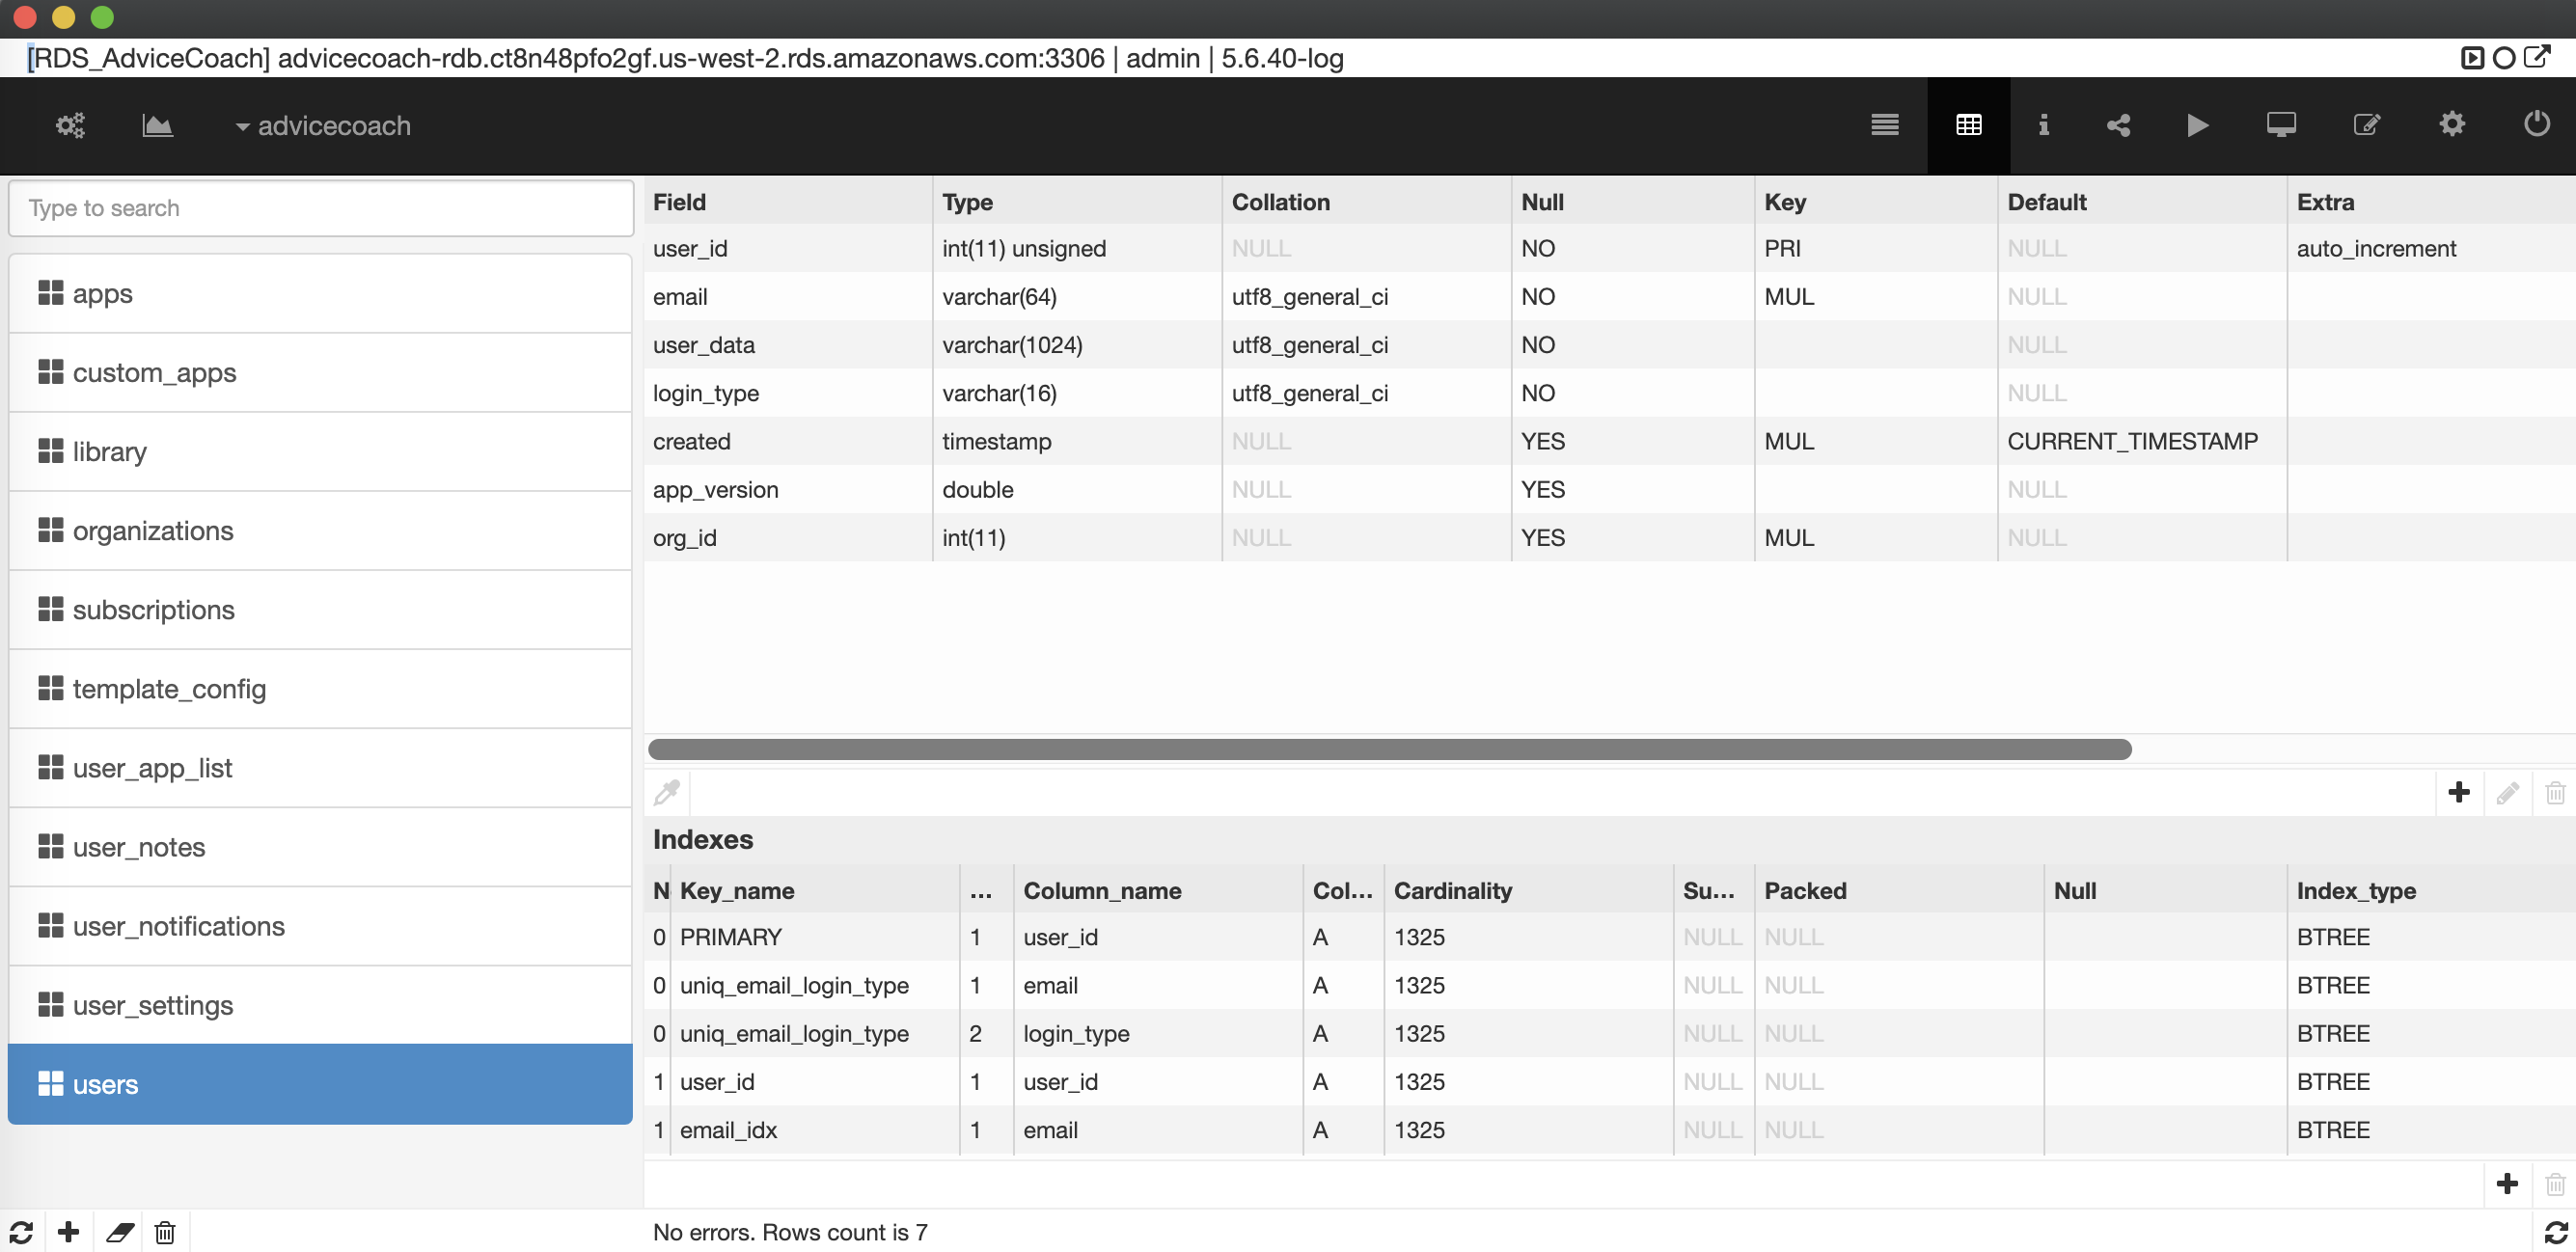 [RDS_AdviceCoach] advicecoach-rdb.ct8n48pfo2gf.us-west-2.rds.amazonaws.com:3306 | admin | 5.6.40-log
advicecoach
Type to search
apps
custom_apps
library
organizations
subscriptions
template_config
user_app_list
user_notes
user_notifications
user_settings
users
Field Type Collation Null Key Default Extra
user_id int(11) unsigned NULL NO PRI NULL auto_increment
email varchar(64) utf8_general_ci NO MUL NULL
user_data varchar(1024) utf8_general_ci NO NULL
login_type varchar(16) utf8_general_ci NO NULL
created timestamp NULL YES MUL CURRENT_TIMESTAMP
app_version double NULL YES NULL
org_id int(11) NULL YES MUL NULL
Indexes
N Key_name ... Column_name Col... Cardinality Su... Packed Null Index_type
0 PRIMARY 1 user_id A 1325 NULL NULL BTREE
0 uniq_email_login_type 1 email A 1325 NULL NULL BTREE
0 uniq_email_login_type 2 login_type A 1325 NULL NULL BTREE
1 user_id 1 user_id A 1325 NULL NULL BTREE
1 email_idx 1 email A 1325 NULL NULL BTREE
No errors. Rows count is 7